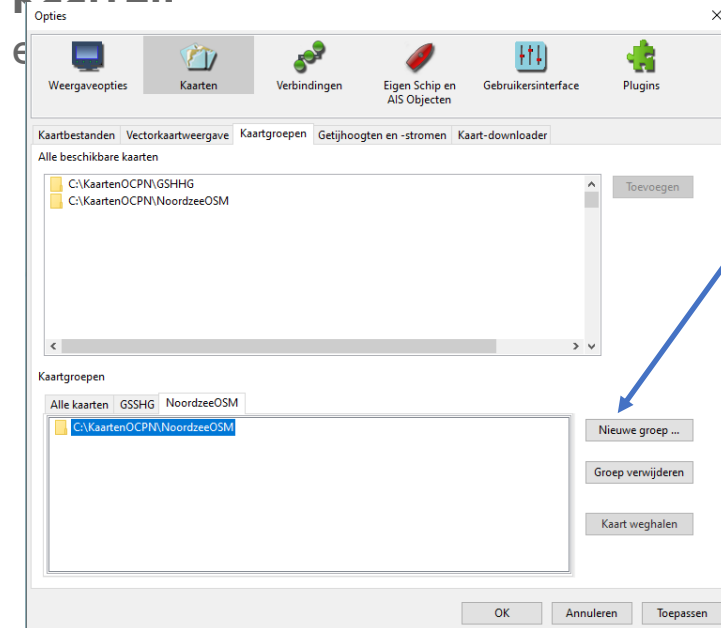 Opties
Weergaveopties Kaarten Verbindingen Eigen Schip en AIS Objecten Gebruikersinterface Plugins
Kaartbestanden Vectorkaartweergave Kaartgroepen Getijhoogten en -stromen Kaart-downloader
Alle beschikbare kaarten
C:\KaartenOCPN\GSHHG
C:\KaartenOCPN\NoordzeeOSM
Toevoegen
Kaartgroepen
Alle kaarten GSSHG NoordzeeOSM
C:\KaartenOCPN\NoordzeeOSM
Nieuwe groep ...
Groep verwijderen
Kaart weghalen
OK Annuleren Toepassen